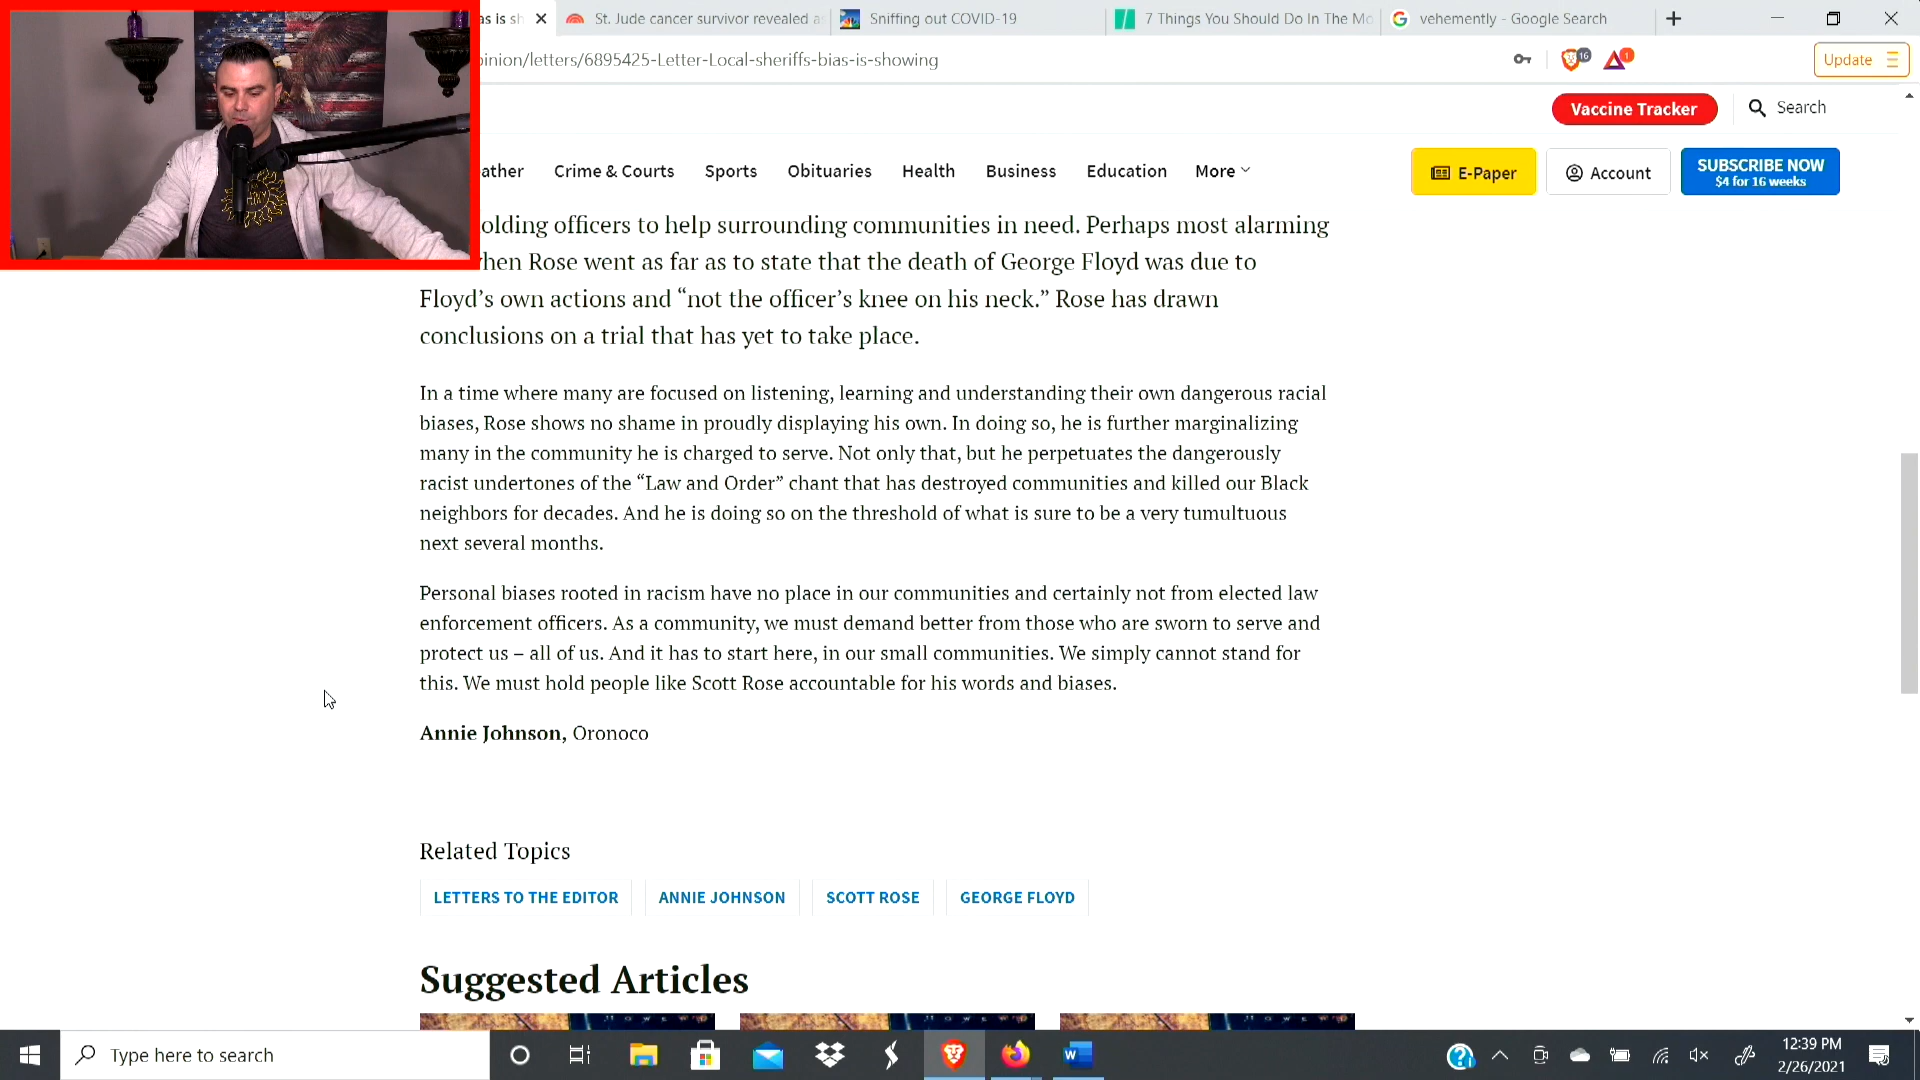 as is sh
St. Jude cancer survivor revealed a
Sniffing out COVID-19
7 Things You Should Do In The Mo
vehemently - Google Search
inion/letters/6895425-Letter-Local-sheriffs-bias-is-showing
16
1
Update
Vaccine Tracker
Search
ather
Crime & Courts
Sports
Obituaries
Health
Business
Education
More
E-Paper
Account
SUBSCRIBE NOW
$4 for 16 weeks
olding officers to help surrounding communities in need. Perhaps most alarming
hen Rose went as far as to state that the death of George Floyd was due to
Floyd’s own actions and “not the officer’s knee on his neck.” Rose has drawn
conclusions on a trial that has yet to take place.
In a time where many are focused on listening, learning and understanding their own dangerous racial
biases, Rose shows no shame in proudly displaying his own. In doing so, he is further marginalizing
many in the community he is charged to serve. Not only that, but he perpetuates the dangerously
racist undertones of the “Law and Order” chant that has destroyed communities and killed our Black
neighbors for decades. And he is doing so on the threshold of what is sure to be a very tumultuous
next several months.
Personal biases rooted in racism have no place in our communities and certainly not from elected law
enforcement officers. As a community, we must demand better from those who are sworn to serve and
protect us – all of us. And it has to start here, in our small communities. We simply cannot stand for
this. We must hold people like Scott Rose accountable for his words and biases.
Annie Johnson, Oronoco
Related Topics
LETTERS TO THE EDITOR
ANNIE JOHNSON
SCOTT ROSE
GEORGE FLOYD
Suggested Articles
Type here to search
12:39 PM
2/26/2021